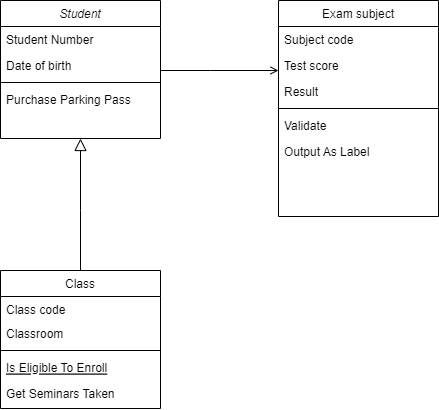 Student
Student Number
Date of birth
Purchase Parking Pass
Exam subject
Subject code
Test score
Result
Validate
Output As Label
Class
Class code
Classroom
Is Eligible To Enroll
Get Seminars Taken